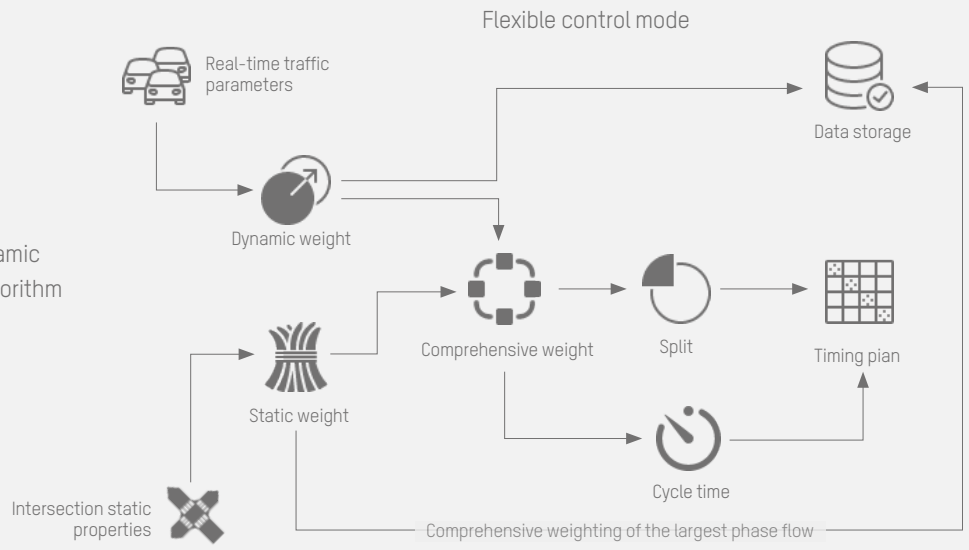 Flexible control mode
Real-time traffic
parameters
Data storage
Dynamic weight
amic
orithm
Comprehensive weight
Split
Timing pian
Static weight
Cycle time
Intersection static
properties
Comprehensive weighting of the largest phase flow